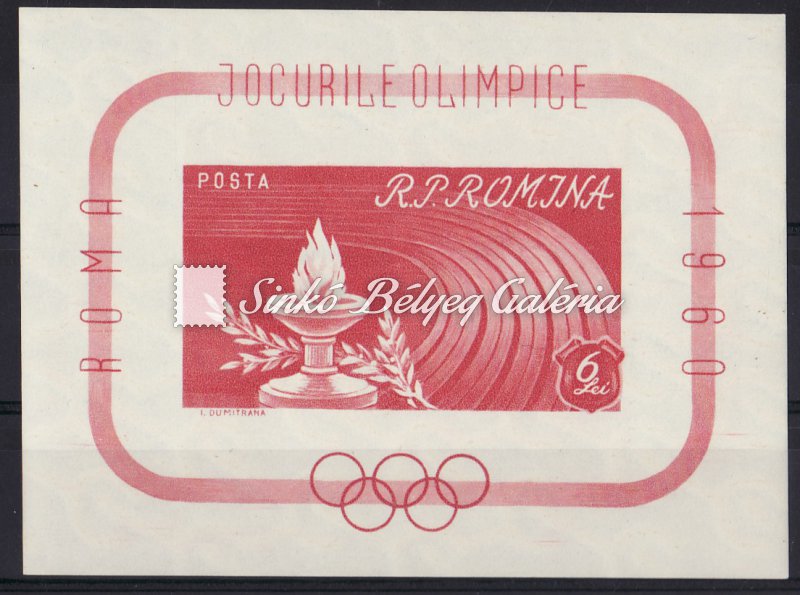 JOCURILE OLIMPICE
POSTA
R.P.ROMINA
ROMA
1960
Sinkó Bélyeg Galéria
6
Lei
I. DUMITRANA